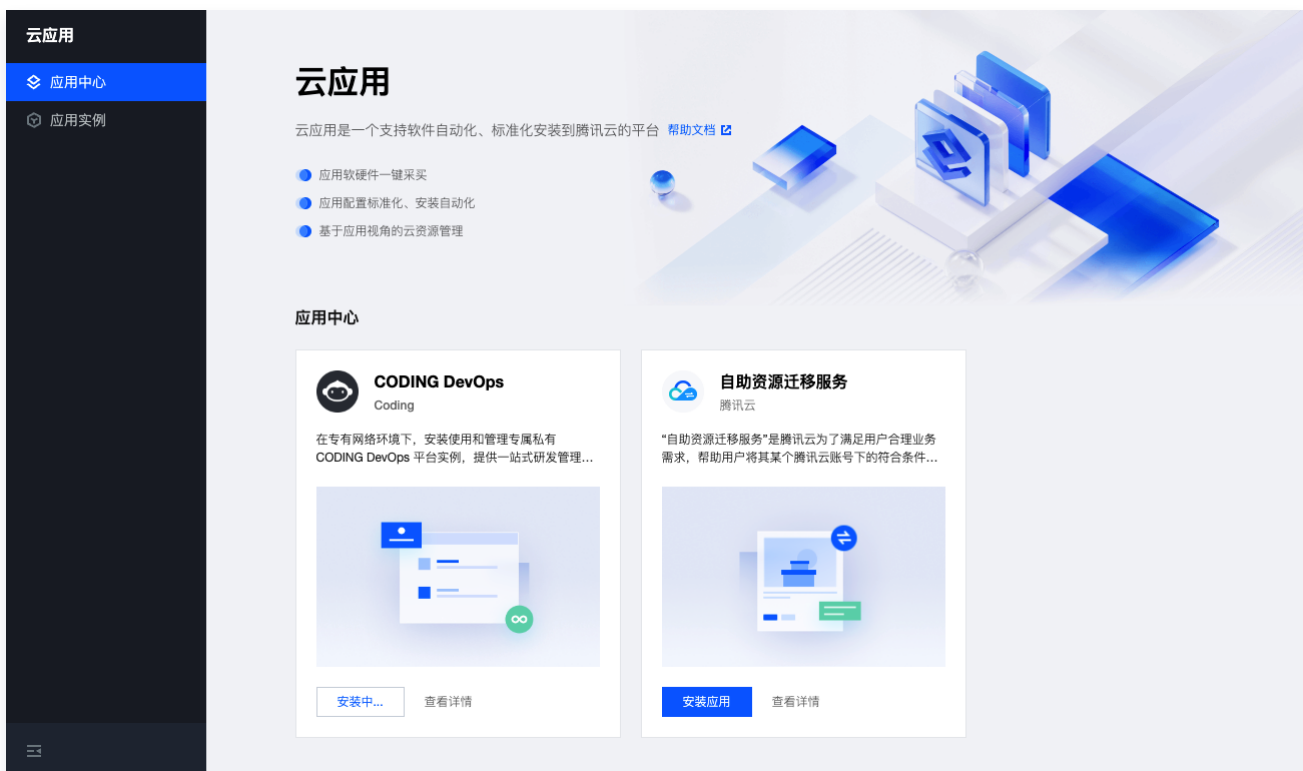 云应用
应用中心
应用实例
云应用
云应用是一个支持软件自动化、标准化安装到腾讯云的平台 帮助文档
应用软硬件一键采买
应用配置标准化、安装自动化
基于应用视角的云资源管理
应用中心
CODING DevOps
Coding
在专有网络环境下，安装使用和管理专属私有
CODING DevOps 平台实例，提供一站式研发管理...
安装中... 查看详情
自助资源迁移服务
腾讯云
“自助资源迁移服务”是腾讯云为了满足用户合理业务
需求，帮助用户将其某个腾讯云账号下的符合条件...
安装应用 查看详情